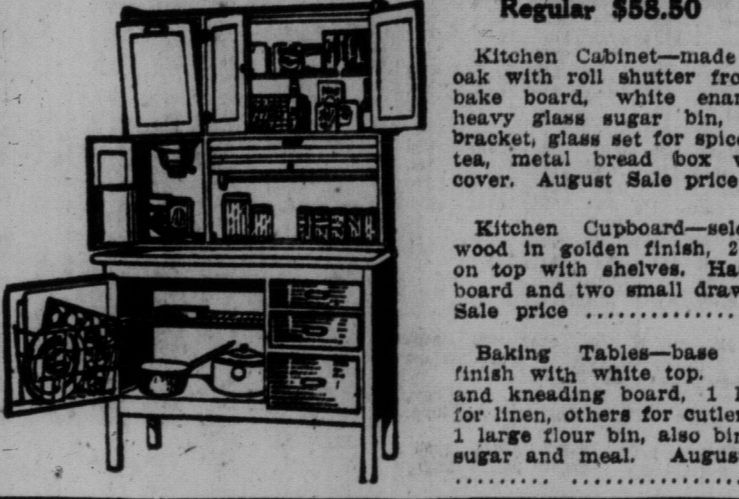 Regular $58.50
Kitchen Cabinet—made
oak with roll shutter fro
bake board, white enar
heavy glass sugar bin,
bracket, glass set for spice
tea, metal bread box v
cover. August Sale price
Kitchen Cupboard—sele
wood in golden finish, 2
on top with shelves. Ha
board and two small draw
Sale price ..............
Baking Tables—base
finish with white top.
and kneading board, 1 l
for linen, others for cutler
1 large flour bin, also bin
sugar and meal. Augus
......... ................